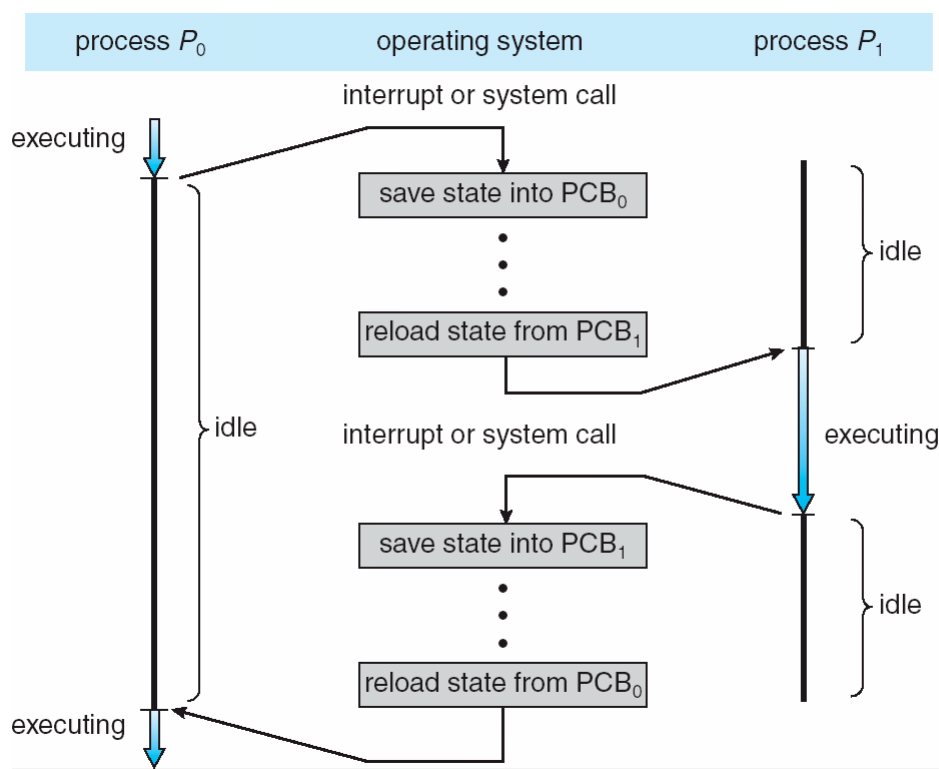 process P₀ operating system process P₁
interrupt or system call
executing
save state into PCB₀
idle
reload state from PCB₁
idle
interrupt or system call
executing
save state into PCB₁
idle
reload state from PCB₀
executing